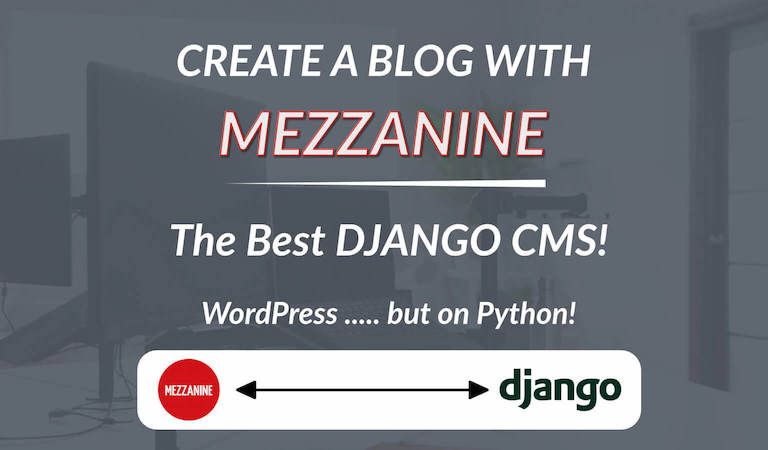 CREATE A BLOG WITH
MEZZANINE
The Best DJANGO CMS!
WordPress ..... but on Python!
MEZZANINE django